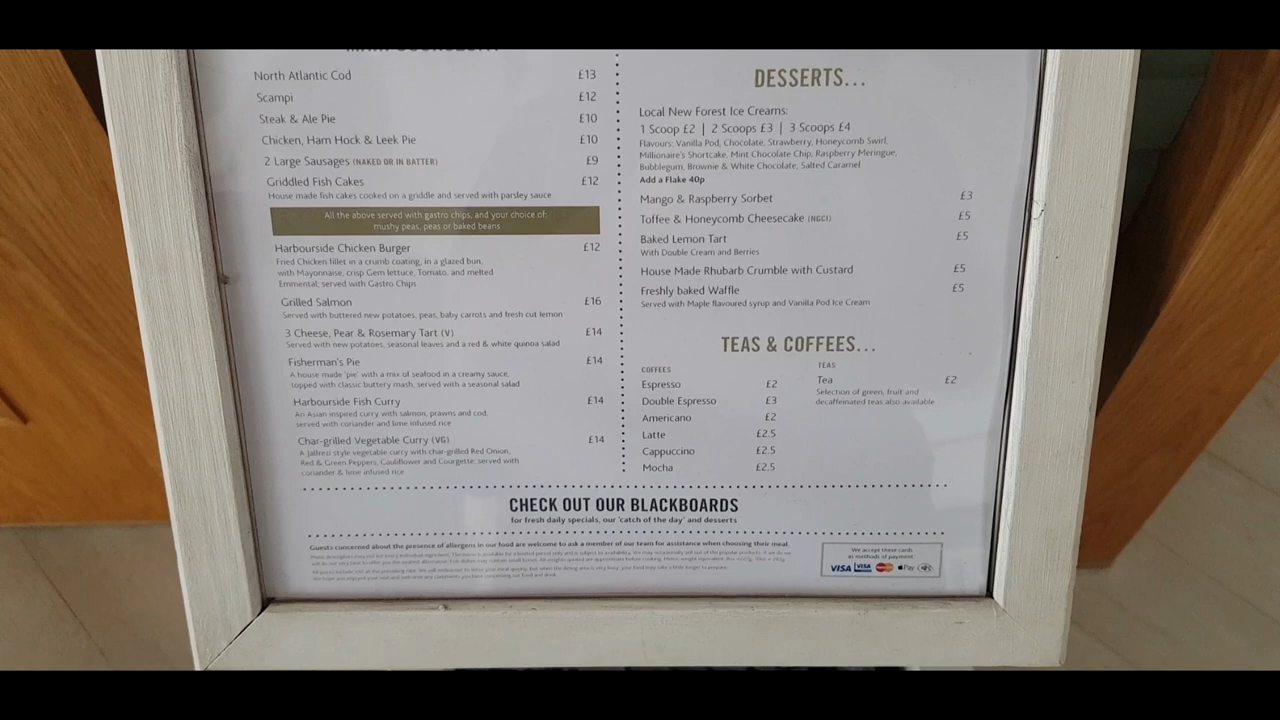 North Atlantic Cod £13
Scampi £12
Steak & Ale Pie £10
Chicken, Ham Hock & Leek Pie £10
2 Large Sausages (NAKED OR IN BATTER) £9
Griddled Fish Cakes £12
House made fish cakes cooked on a griddle and served with parsley sauce
All the above served with gastro chips, and your choice of:
mushy peas, peas or baked beans
Harbourside Chicken Burger £12
Fried Chicken fillet in a crumb coating, in a glazed bun,
with Mayonnaise, crisp Gem lettuce, Tomato, and melted
Emmental, served with Gastro Chips
Grilled Salmon £16
Served with buttered new potatoes, peas, baby carrots and fresh cut lemon
3 Cheese, Pear & Rosemary Tart (V) £14
Served with new potatoes, seasonal leaves and a red & white quinoa salad
Fisherman's Pie £14
A house made 'pie' with a mix of seafood in a creamy sauce,
topped with classic buttery mash, served with a seasonal salad
Harbourside Fish Curry £14
An Asian inspired curry with salmon, prawns and cod,
served with coriander and lime infused rice
Char-grilled Vegetable Curry (VG) £14
A Jalfrezi style vegetable curry with char-grilled Red Onion,
Red & Green Peppers, Cauliflower and Courgette; served with
coriander & lime infused rice
DESSERTS...
Local New Forest Ice Creams:
1 Scoop £2 | 2 Scoops £3 | 3 Scoops £4
Flavours: Vanilla Pod, Chocolate, Strawberry, Honeycomb Swirl,
Millionaire's Shortcake, Mint Chocolate Chip, Raspberry Meringue,
Bubblegum, Brownie & White Chocolate, Salted Caramel
Add a Flake 40p
Mango & Raspberry Sorbet £3
Toffee & Honeycomb Cheesecake (NGCI) £5
Baked Lemon Tart £5
With Double Cream and Berries
House Made Rhubarb Crumble with Custard £5
Freshly baked Waffle £5
Served with Maple flavoured syrup and Vanilla Pod Ice Cream
TEAS & COFFEES...
COFFEES
Espresso £2
Double Espresso £3
Americano £2
Latte £2.5
Cappuccino £2.5
Mocha £2.5
TEAS
Tea £2
Selection of green, fruit and
decaffeinated teas also available
CHECK OUT OUR BLACKBOARDS
for fresh daily specials, our 'catch of the day' and desserts
Guests concerned about the presence of allergens in our food are welcome to ask a member of our team for assistance when choosing their meal.
We accept these cards
as methods of payment
VISA VISA Pay